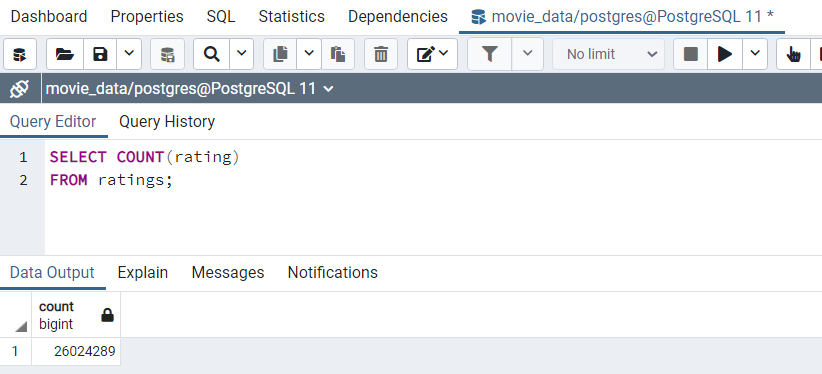 Dashboard Properties SQL Statistics Dependencies movie_data/postgres@PostgreSQL 11 *
No limit
movie_data/postgres@PostgreSQL 11
Query Editor Query History
1 SELECT COUNT(rating)
2 FROM ratings;
Data Output Explain Messages Notifications
count
bigint
1 26024289